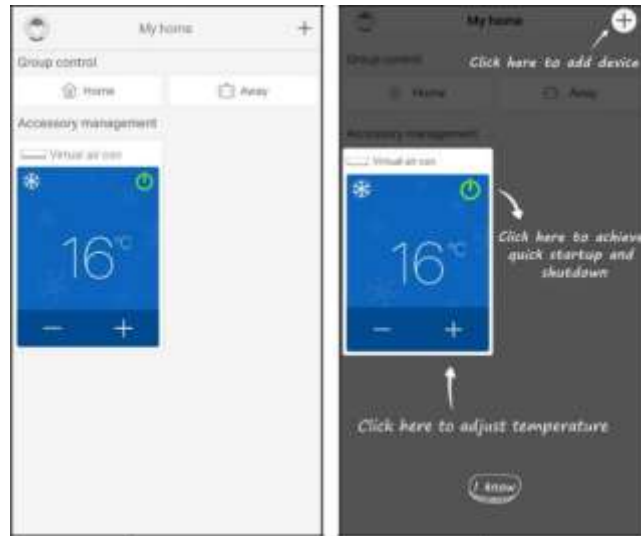 My home
+
Group control
Home
Away
Accessory management
Virtual air con
16°C
− +
My home
+
Click here to add device
Group control
Home
Away
Accessory management
Virtual air con
16°C
Click here to achieve
quick startup and
shutdown
− +
Click here to adjust temperature
I know